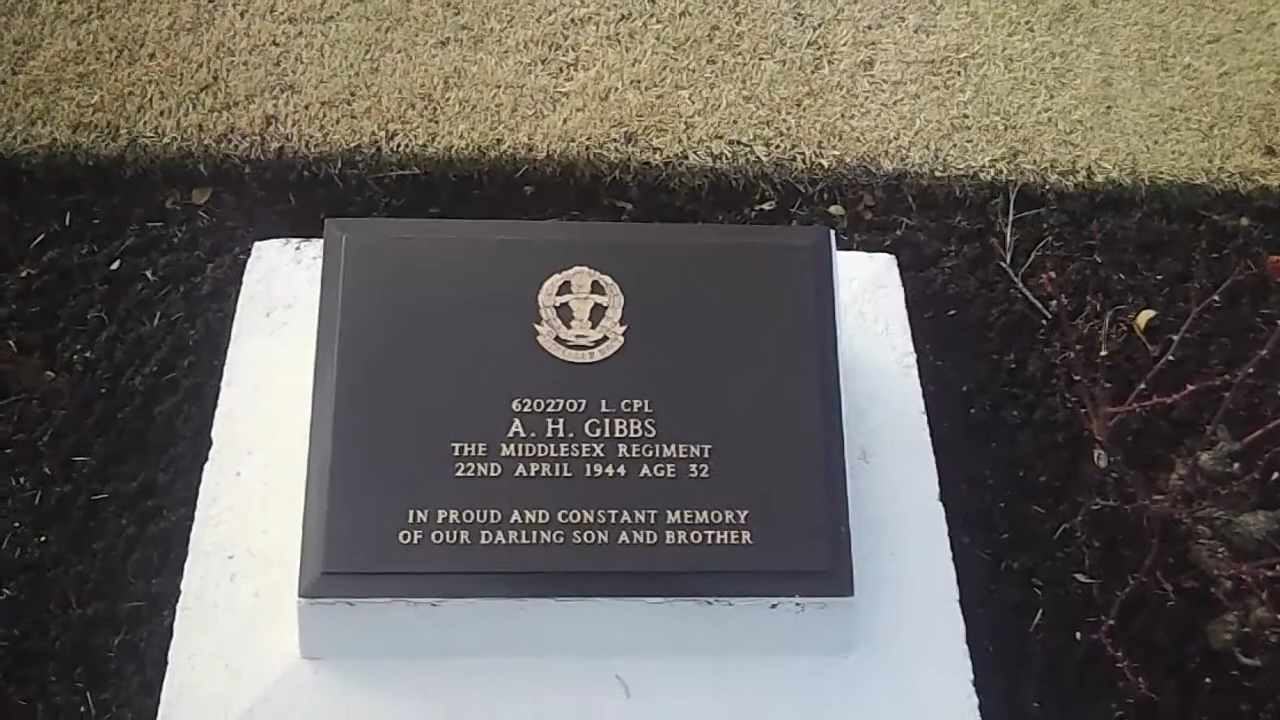 6202707 L. CPL
A. H. GIBBS
THE MIDDLESEX REGIMENT
22ND APRIL 1944 AGE 32
IN PROUD AND CONSTANT MEMORY
OF OUR DARLING SON AND BROTHER